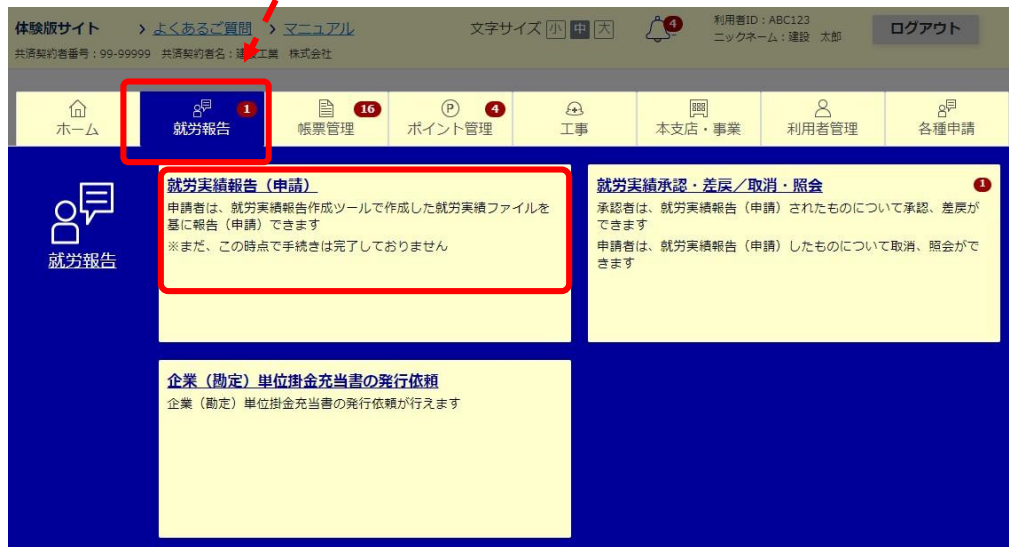 体験版サイト > よくあるご質問 > マニュアル 文字サイズ 小 中 大 4 利用者ID:ABC123 ログアウト
ニックネーム:建設 太郎
共済契約者番号:99-99999 共済契約者名:建設工業 株式会社
ホーム
就労報告 1
帳票管理 16
ポイント管理 4
工事
本支店・事業
利用者管理
各種申請
就労報告
就労実績報告(申請)
申請者は、就労実績報告作成ツールで作成した就労実績ファイルを
基に報告(申請)できます
※まだ、この時点で手続きは完了しておりません
就労実績承認・差戻/取消・照会 1
承認者は、就労実績報告(申請)されたものについて承認、差戻が
できます
申請者は、就労実績報告(申請)したものについて取消、照会がで
きます
企業(勘定)単位掛金充当書の発行依頼
企業(勘定)単位掛金充当書の発行依頼が行えます